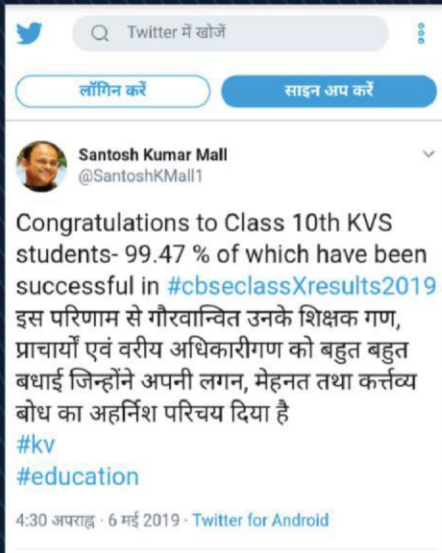 Twitter में खोजें
लॉगिन करें
साइन अप करें
Santosh Kumar Mall
@SantoshKMall1
Congratulations to Class 10th KVS
students- 99.47 % of which have been
successful in #cbseclassXresults2019
इस परिणाम से गौरवान्वित उनके शिक्षक गण,
प्राचार्यों एवं वरीय अधिकारीगण को बहुत बहुत
बधाई जिन्होंने अपनी लगन, मेहनत तथा कर्त्तव्य
बोध का अहर्निश परिचय दिया है
#kv
#education
4:30 अपराह्न · 6 मई 2019 · Twitter for Android